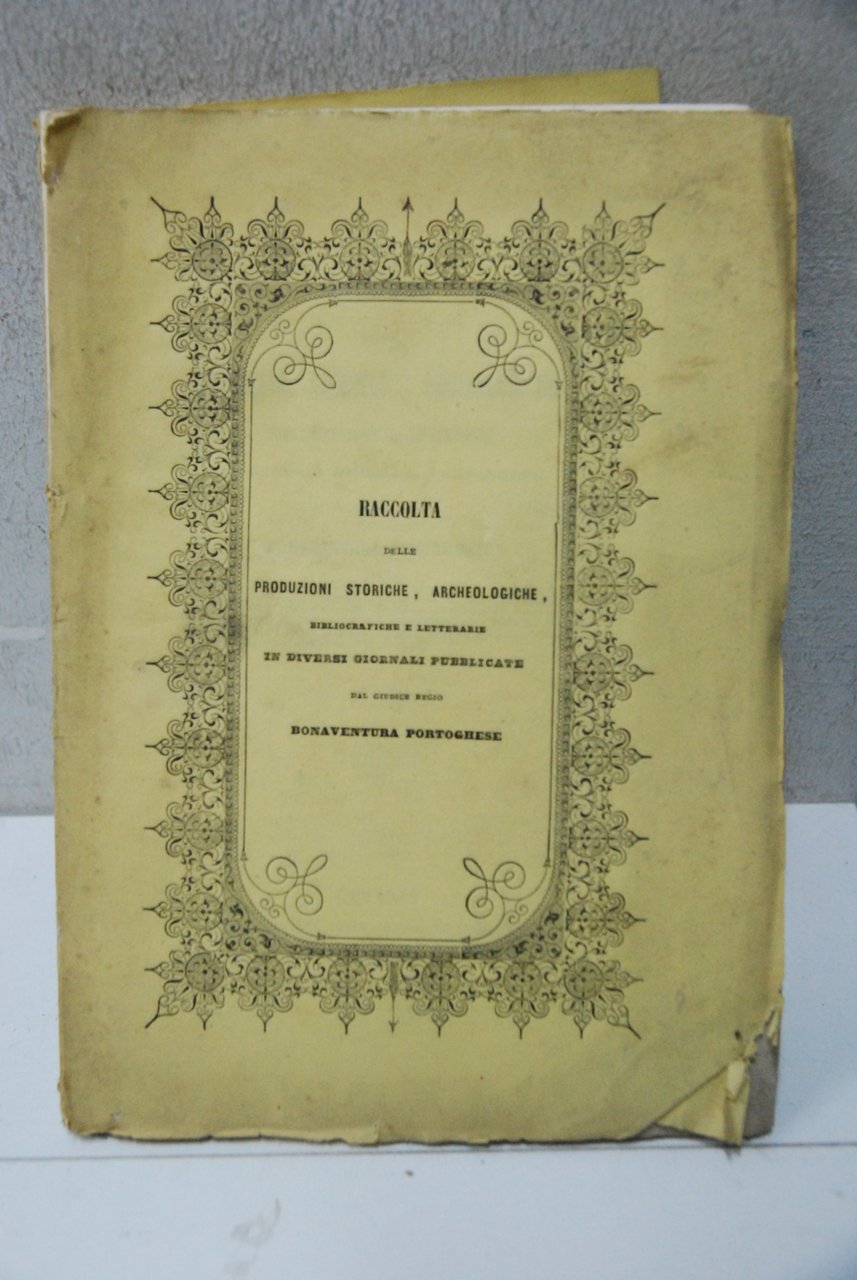 RACCOLTA
DELLE
PRODUZIONI STORICHE, ARCHEOLOGICHE,
BIBLIOGRAFICHE E LETTERARIE
IN DIVERSI GIORNALI PUBBLICATE
DAL GIUDICE REGIO
BONAVENTURA PORTOGHESE